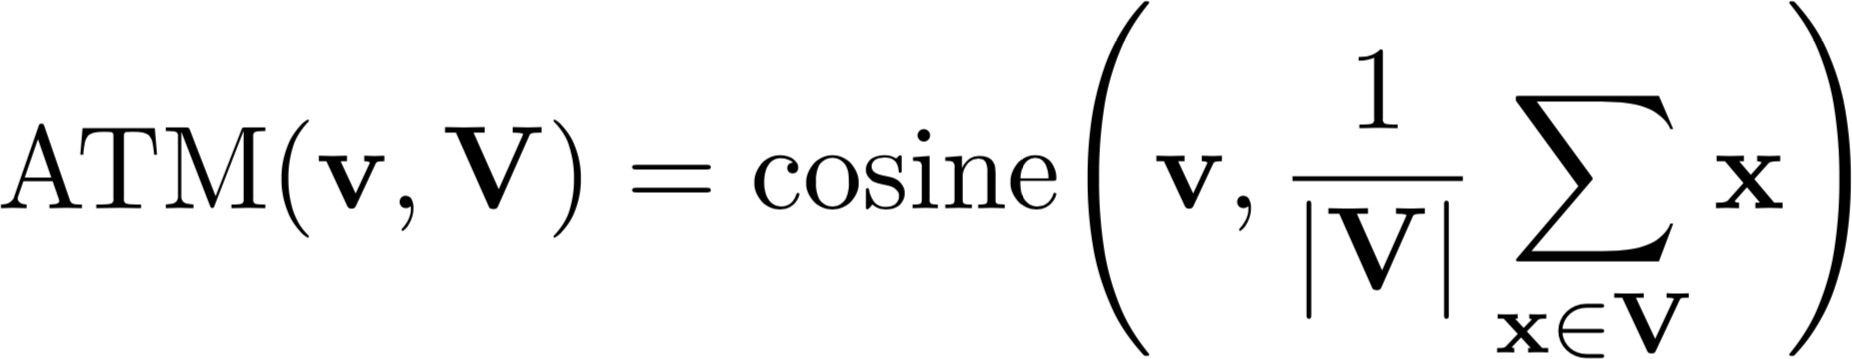 ATM(𝐯, 𝐕) = cosine(𝐯, 1/|𝐕| ∑_{𝐱∈𝐕} 𝐱)